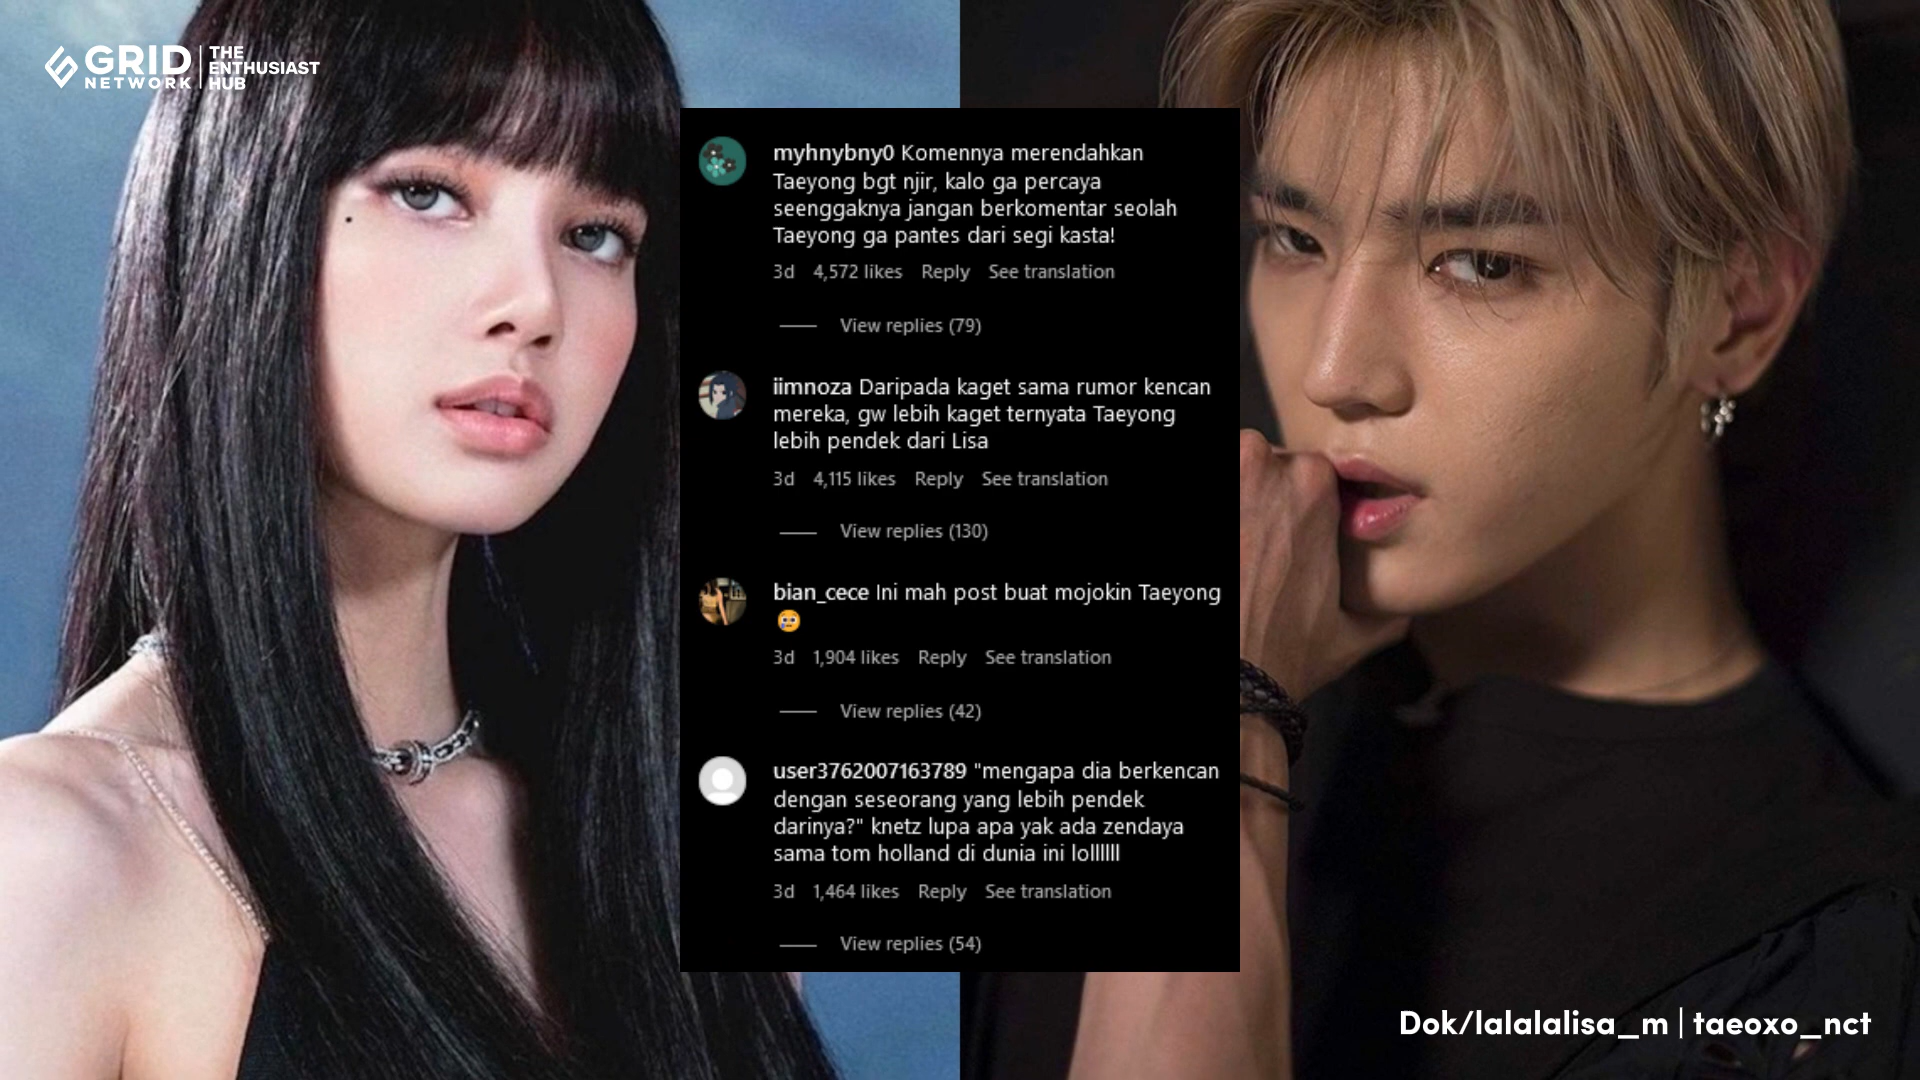 GRID
NETWORK
THE
ENTHUSIAST
HUB
myhnybny0 Komennya merendahkan
Taeyong bgt njir, kalo ga percaya
seenggaknya jangan berkomentar seolah
Taeyong ga pantes dari segi kasta!
3d 4,572 likes Reply See translation
View replies (79)
iimnoza Daripada kaget sama rumor kencan
mereka, gw lebih kaget ternyata Taeyong
lebih pendek dari Lisa
3d 4,115 likes Reply See translation
View replies (130)
bian_cece Ini mah post buat mojokin Taeyong
😢
3d 1,904 likes Reply See translation
View replies (42)
user3762007163789 "mengapa dia berkencan
dengan seseorang yang lebih pendek
darinya?" knetz lupa apa yak ada zendaya
sama tom holland di dunia ini lolllllll
3d 1,464 likes Reply See translation
View replies (54)
Dok/lalalalisa_m | taeoxo_nct